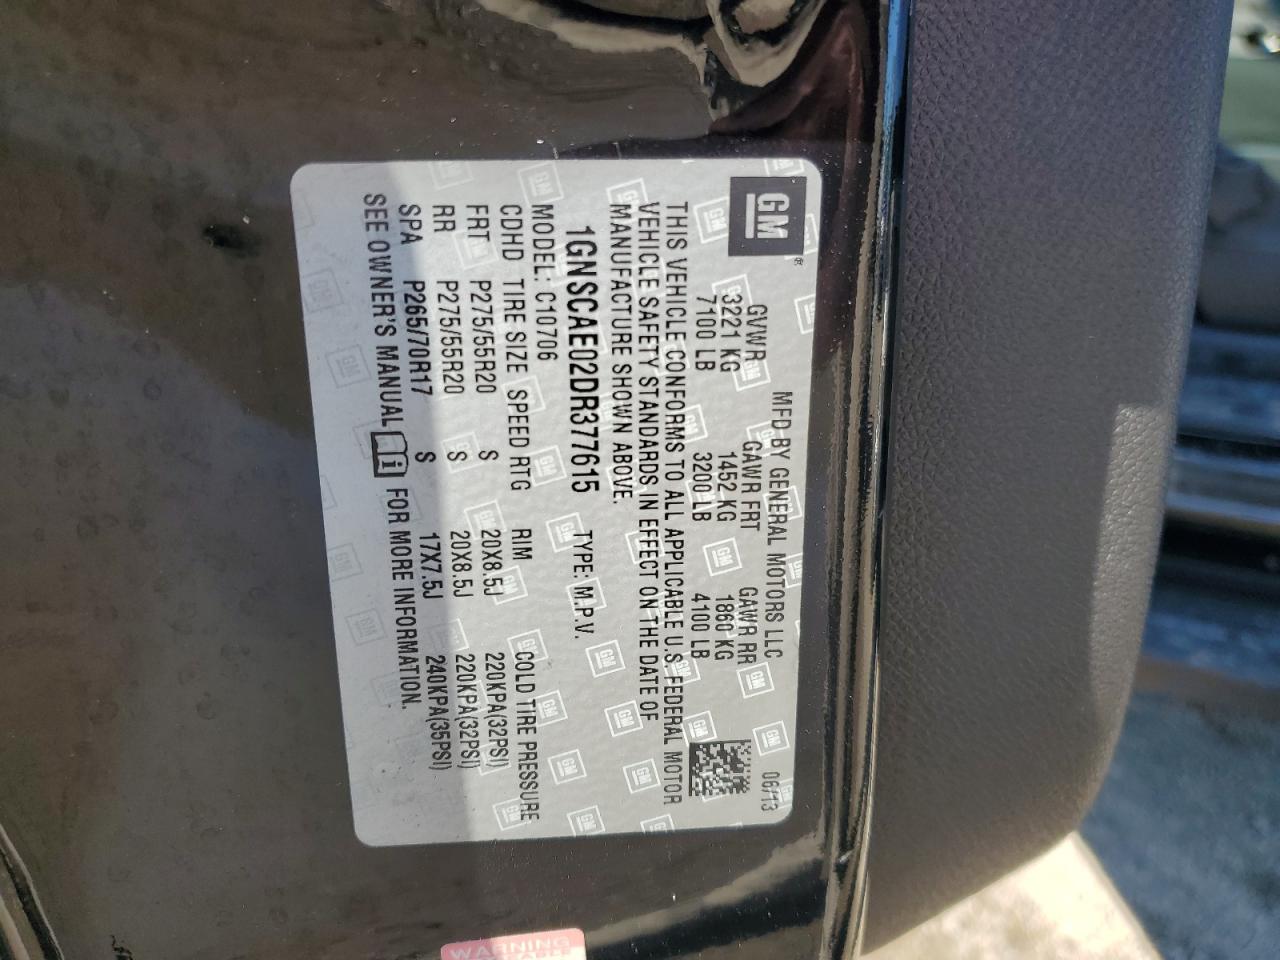 GM®
MFD BY GENERAL MOTORS LLC 06/13
GVWR GAWR FRT GAWR RR
3221 KG 1452 KG 1860 KG
7100 LB 3200 LB 4100 LB
THIS VEHICLE CONFORMS TO ALL APPLICABLE U.S. FEDERAL MOTOR
VEHICLE SAFETY STANDARDS IN EFFECT ON THE DATE OF
MANUFACTURE SHOWN ABOVE.
1GNSCAE02DR377615 TYPE: M.P.V.
MODEL: C10706
CDHD TIRE SIZE SPEED RTG RIM COLD TIRE PRESSURE
FRT P275/55R20 S 20X8.5J 220KPA(32PSI)
RR P275/55R20 S 20X8.5J 220KPA(32PSI)
SPA P265/70R17 S 17X7.5J 240KPA(35PSI)
SEE OWNER'S MANUAL FOR MORE INFORMATION.
WARNING